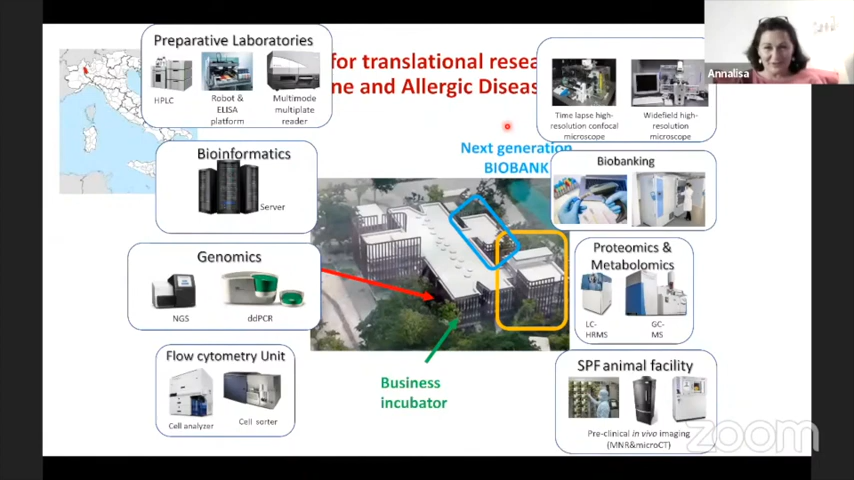 for translational resea
ne and Allergic Diseas
Preparative Laboratories
HPLC
Robot &
ELISA
platform
Multimode
multiplate
reader
Bioinformatics
Server
Genomics
NGS
ddPCR
Flow cytometry Unit
Cell analyzer
Cell sorter
Next generation
BIOBANK
Business
incubator
Time lapse high-
resolution confocal
microscope
Widefield high-
resolution
microscope
Biobanking
Proteomics &
Metabolomics
LC-
HRMS
GC-
MS
SPF animal facility
Pre-clinical in vivo imaging
(MNR&microCT)
Annalisa
zoom